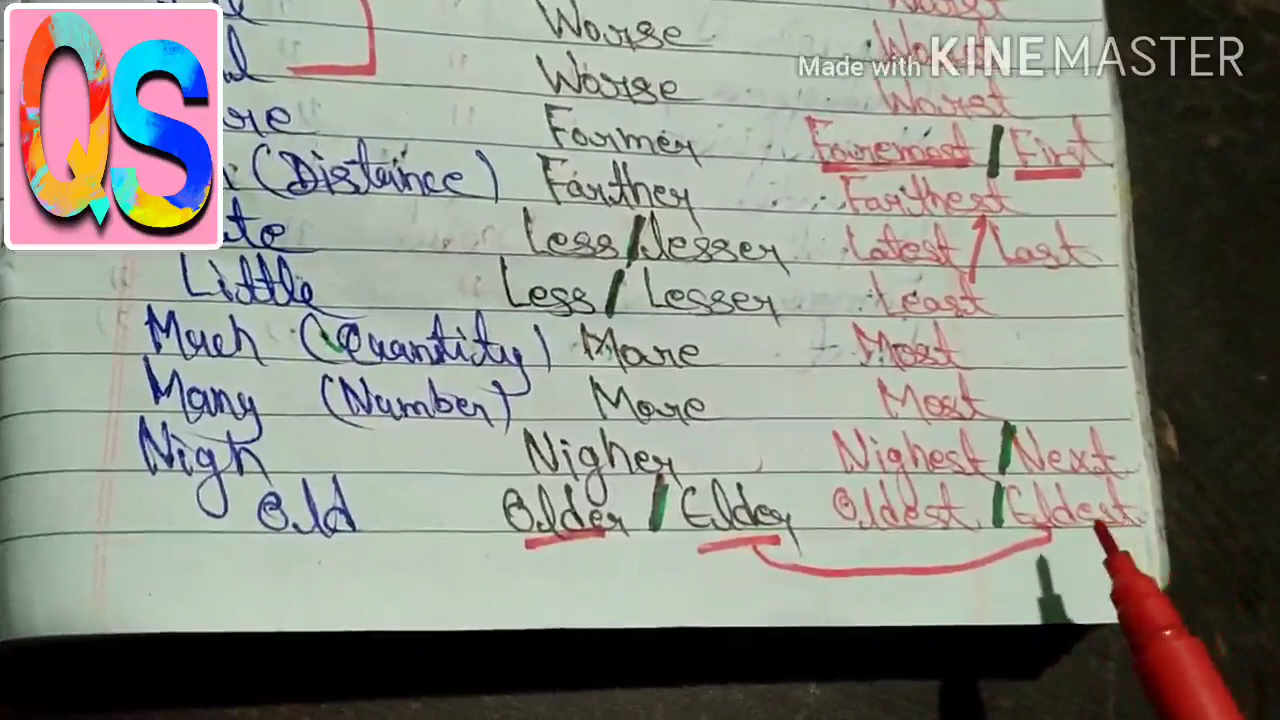 QS
Made with KINEMASTER
Worse
Worse Worst
re Former Foremost / First
(Distance) Farther Farthest
te Less / lesser Latest / Last
Little Less / Lesser Least
Much (Quantity) More Most
Many (Number) More Most
Nigh Nigher Nighest / Next
Old Older / Elder Oldest / Eldest